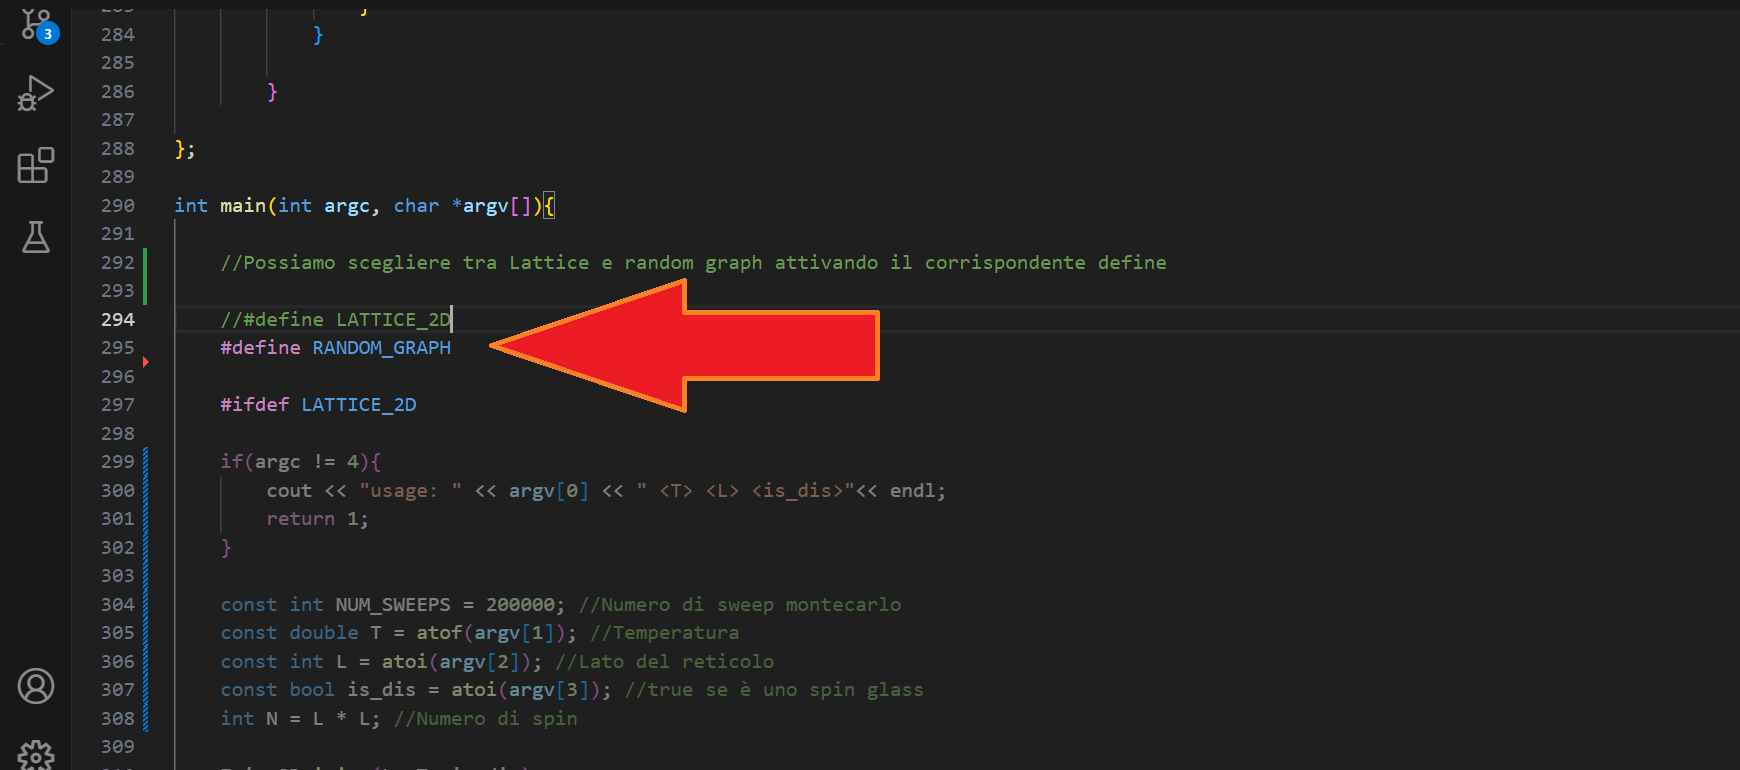 3
284 }
285
286 }
287
288 };
289
290 int main(int argc, char *argv[]){
291
292 //Possiamo scegliere tra Lattice e random graph attivando il corrispondente define
293
294 //#define LATTICE_2D
295 #define RANDOM_GRAPH
296
297 #ifdef LATTICE_2D
298
299 if(argc != 4){
300 cout << "usage: " << argv[0] << " <T> <L> <is_dis>"<< endl;
301 return 1;
302 }
303
304 const int NUM_SWEEPS = 200000; //Numero di sweep montecarlo
305 const double T = atof(argv[1]); //Temperatura
306 const int L = atoi(argv[2]); //Lato del reticolo
307 const bool is_dis = atoi(argv[3]); //true se è uno spin glass
308 int N = L * L; //Numero di spin
309